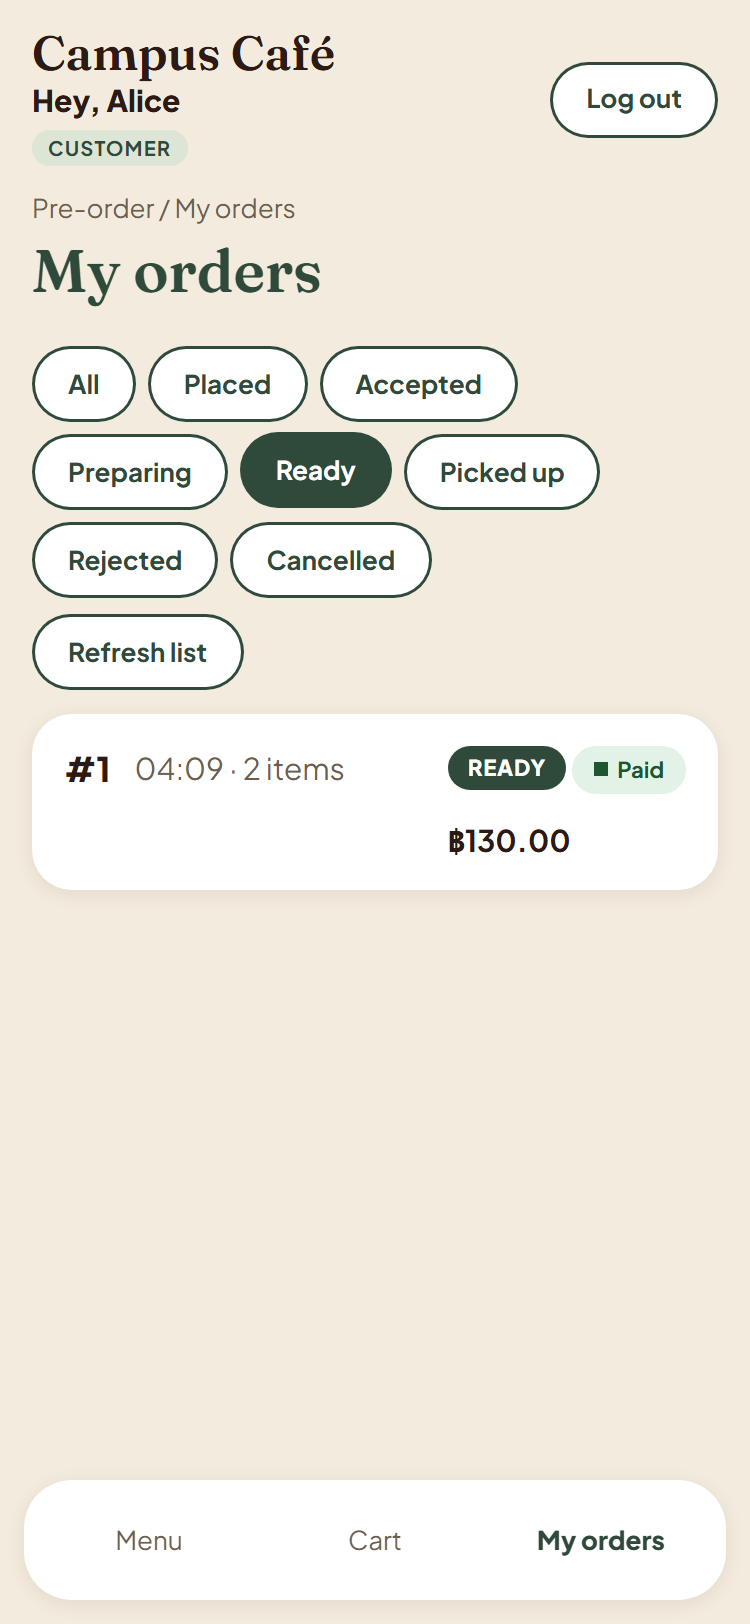 Campus Café
Hey, Alice
Log out
CUSTOMER
Pre-order / My orders
My orders
All Placed Accepted
Preparing Ready Picked up
Rejected Cancelled
Refresh list
#1 04:09 · 2 items READY Paid
฿130.00
Menu Cart My orders